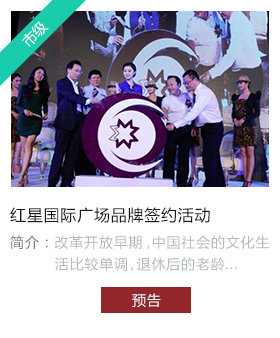 市级
红星国际广场品牌签约活动
简介：改革开放早期,中国社会的文化生
活比较单调,退休后的老龄...
预告